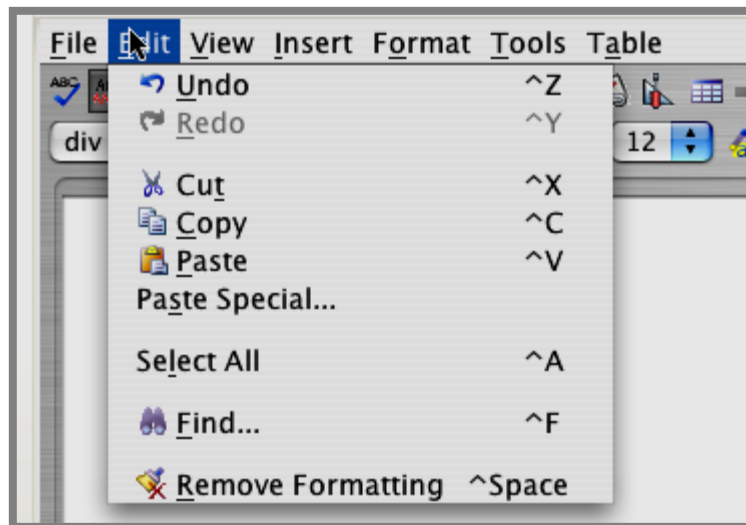 File Edit View Insert Format Tools Table
ABC
div
12
Undo ^Z
Redo ^Y
Cut ^X
Copy ^C
Paste ^V
Paste Special...
Select All ^A
Find... ^F
Remove Formatting ^Space